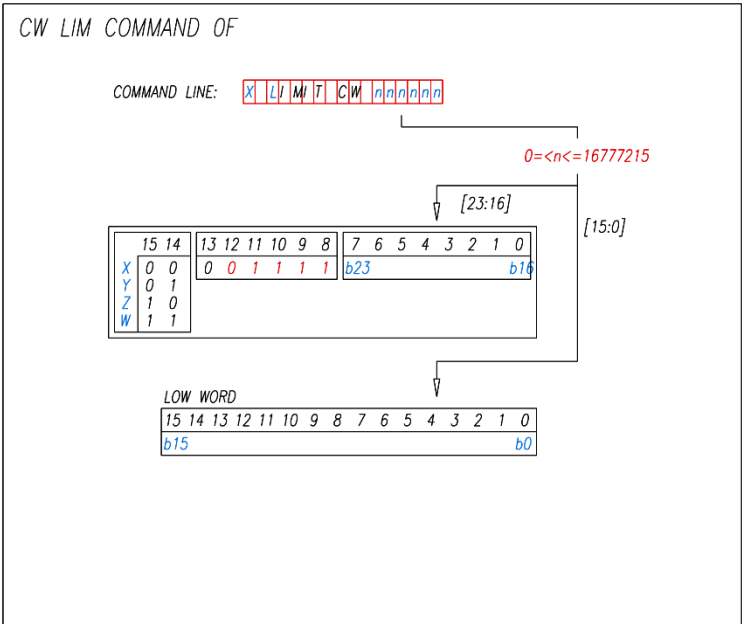 CW LIM COMMAND OF
COMMAND LINE: X LIMIT CW nnnnnn
0=<n<=16777215
[23:16]
[15:0]
15 14 13 12 11 10 9 8 7 6 5 4 3 2 1 0
X 0 0 0 0 1 1 1 1 b23 b16
Y 0 1
Z 1 0
W 1 1
LOW WORD
15 14 13 12 11 10 9 8 7 6 5 4 3 2 1 0
b15 b0